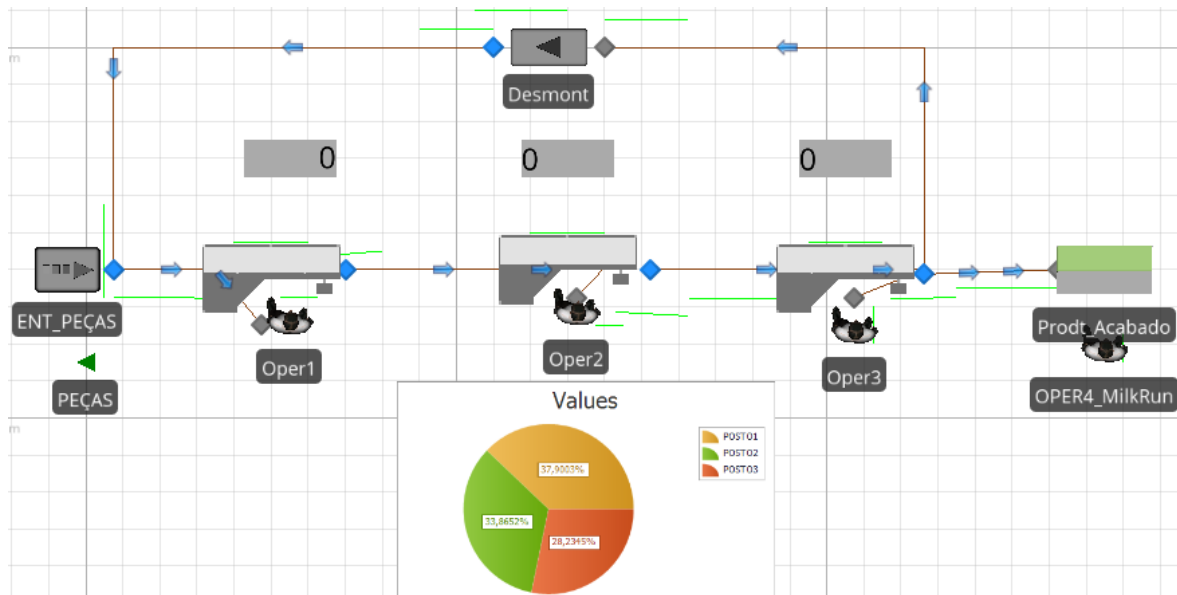 m
Desmont
0
0
0
ENT_PEÇAS
Oper1
Oper2
Oper3
Prodt_Acabado
PEÇAS
OPER4_MilkRun
m
Values
POSTO1
POSTO2
POSTO3
37,9003%
33,8652%
28,2345%